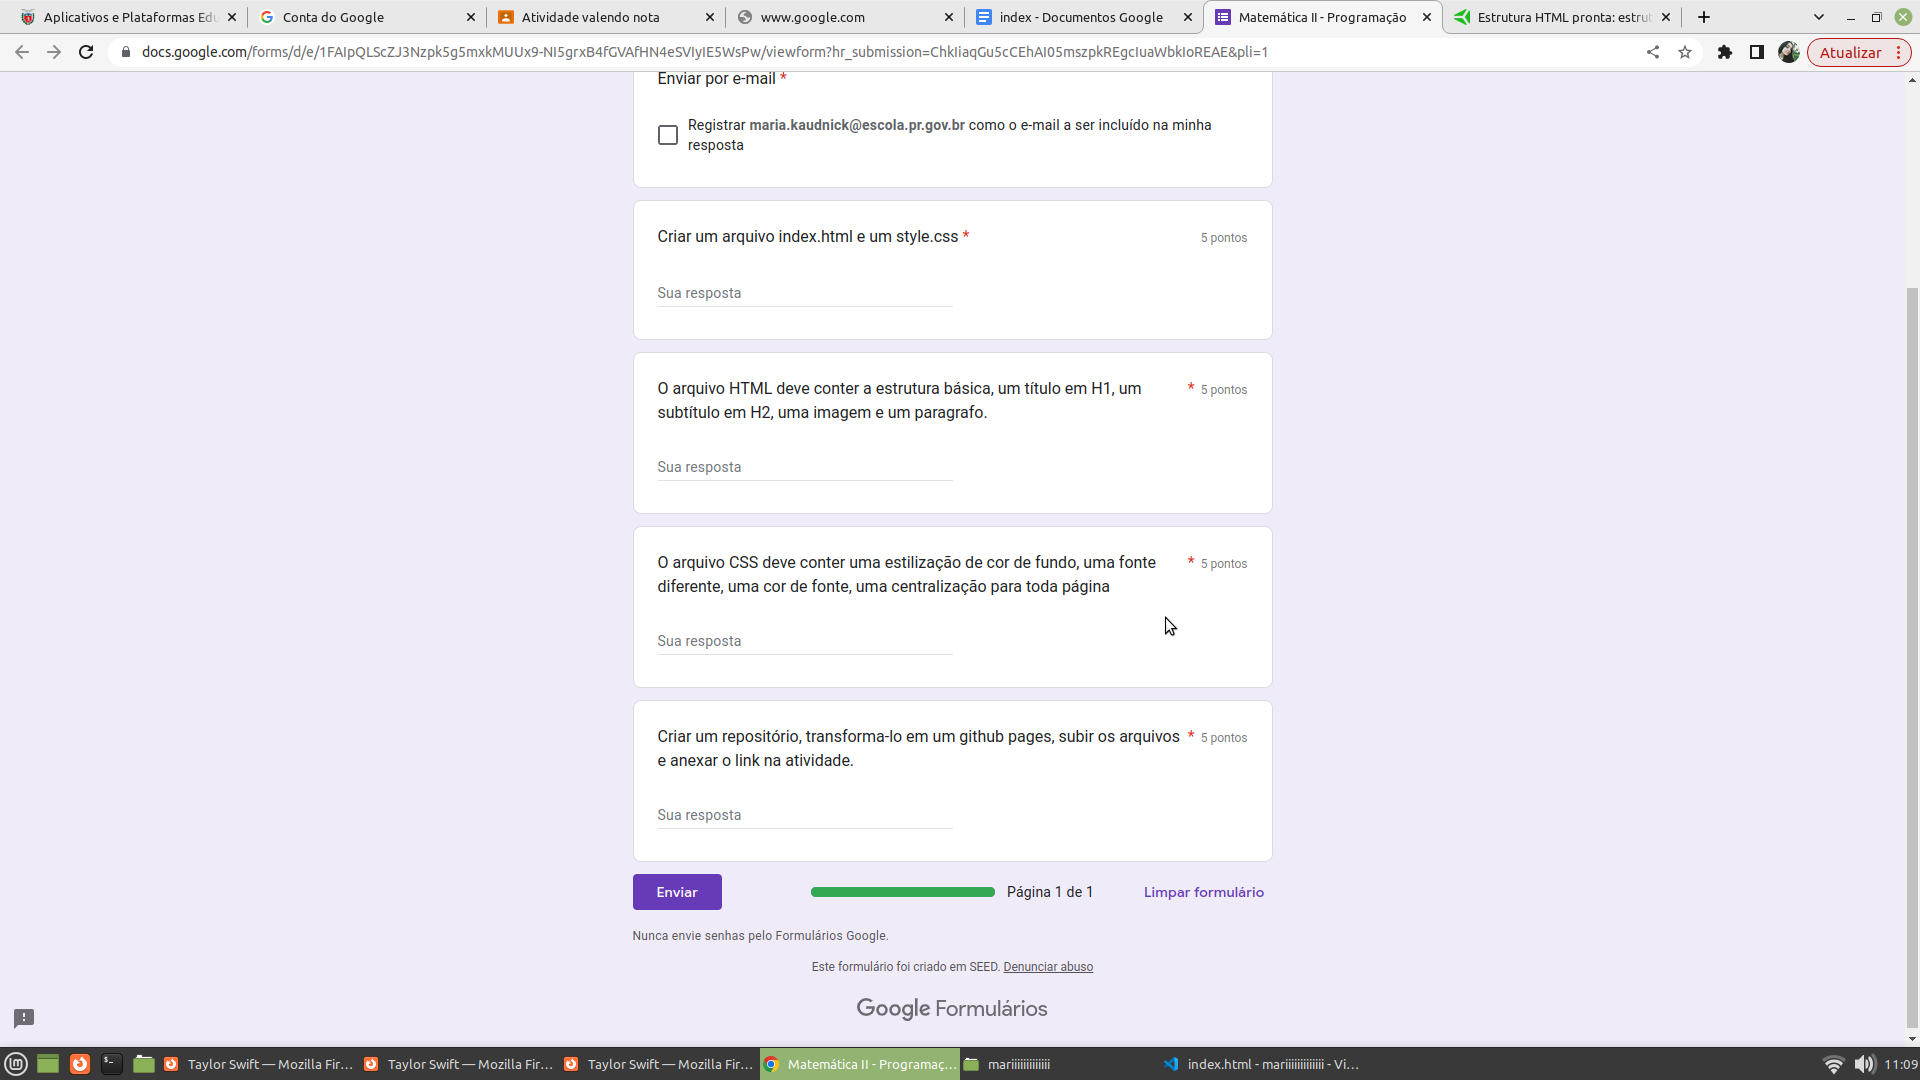 Aplicativos e Plataformas Edu
Conta do Google
Atividade valendo nota
www.google.com
index - Documentos Google
Matemática II - Programação
Estrutura HTML pronta: estrut
docs.google.com/forms/d/e/1FAIpQLScZJ3Nzpk5g5mxkMUUx9-NI5grxB4fGVAfHN4eSVIyIE5WsPw/viewform?hr_submission=ChkIiaqGu5cCEhAI05mszpkREgcIuaWbkIoREAE&pli=1
Atualizar
Enviar por e-mail *
Registrar maria.kaudnick@escola.pr.gov.br como o e-mail a ser incluído na minha
resposta
Criar um arquivo index.html e um style.css *
5 pontos
Sua resposta
O arquivo HTML deve conter a estrutura básica, um título em H1, um
* 5 pontos
subtítulo em H2, uma imagem e um paragrafo.
Sua resposta
O arquivo CSS deve conter uma estilização de cor de fundo, uma fonte
* 5 pontos
diferente, uma cor de fonte, uma centralização para toda página
Sua resposta
Criar um repositório, transforma-lo em um github pages, subir os arquivos
* 5 pontos
e anexar o link na atividade.
Sua resposta
Enviar
Página 1 de 1
Limpar formulário
Nunca envie senhas pelo Formulários Google.
Este formulário foi criado em SEED. Denunciar abuso
Google Formulários
Taylor Swift — Mozilla Fir...
Taylor Swift — Mozilla Fir...
Taylor Swift — Mozilla Fir...
Matemática II - Programaç...
mariiiiiiiiiiiiii
index.html - mariiiiiiiiiiiiii - Vi...
11:09